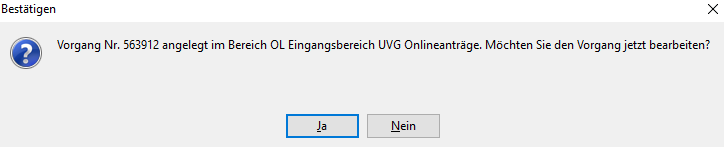 Bestätigen
Vorgang Nr. 563912 angelegt im Bereich OL Eingangsbereich UVG Onlineanträge. Möchten Sie den Vorgang jetzt bearbeiten?
Ja
Nein